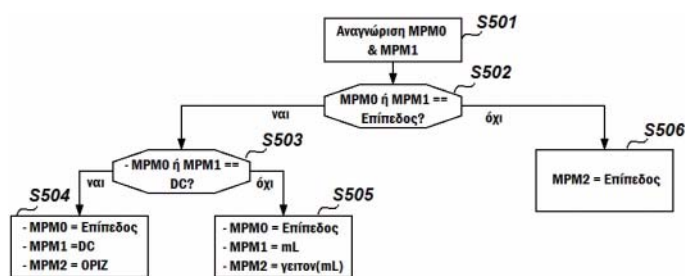 S501
Αναγνώριση MPM0
& MPM1
S502
MPM0 ή MPM1 ==
Επίπεδος?
ναι
όχι
S503
- MPM0 ή MPM1 ==
DC?
S506
MPM2 = Επίπεδος
ναι
όχι
S504
- MPM0 = Επίπεδος
- MPM1 =DC
- MPM2 = ΟΡΙΖ
S505
- MPM0 = Επίπεδος
- MPM1 = mL
- MPM2 = γειτον(mL)